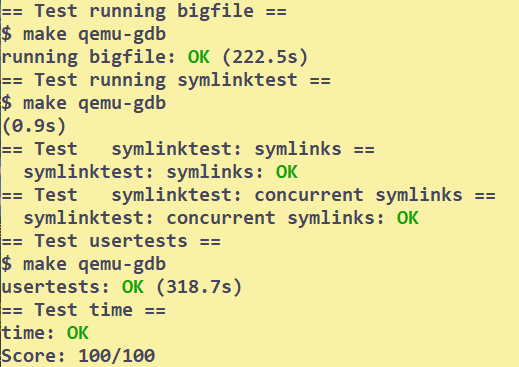 == Test running bigfile ==
$ make qemu-gdb
running bigfile: OK (222.5s)
== Test running symlinktest ==
$ make qemu-gdb
(0.9s)
== Test   symlinktest: symlinks ==
  symlinktest: symlinks: OK
== Test   symlinktest: concurrent symlinks ==
  symlinktest: concurrent symlinks: OK
== Test usertests ==
$ make qemu-gdb
usertests: OK (318.7s)
== Test time ==
time: OK
Score: 100/100